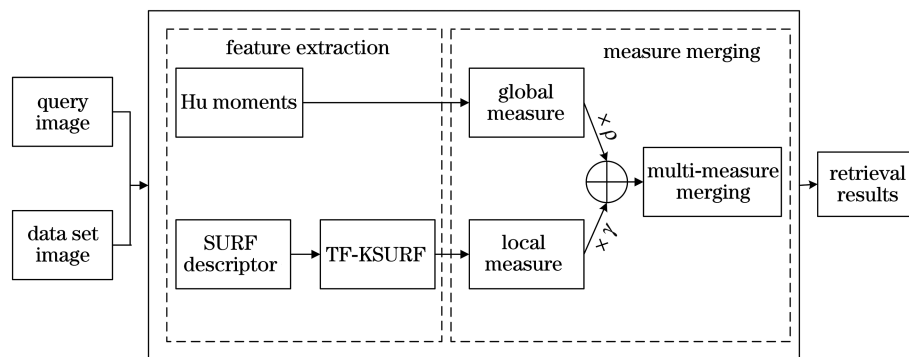 feature extraction
measure merging
query
image
data set
image
Hu moments
SURF
descriptor
TF-KSURF
global
measure
× ρ
local
measure
× γ
multi-measure
merging
retrieval
results